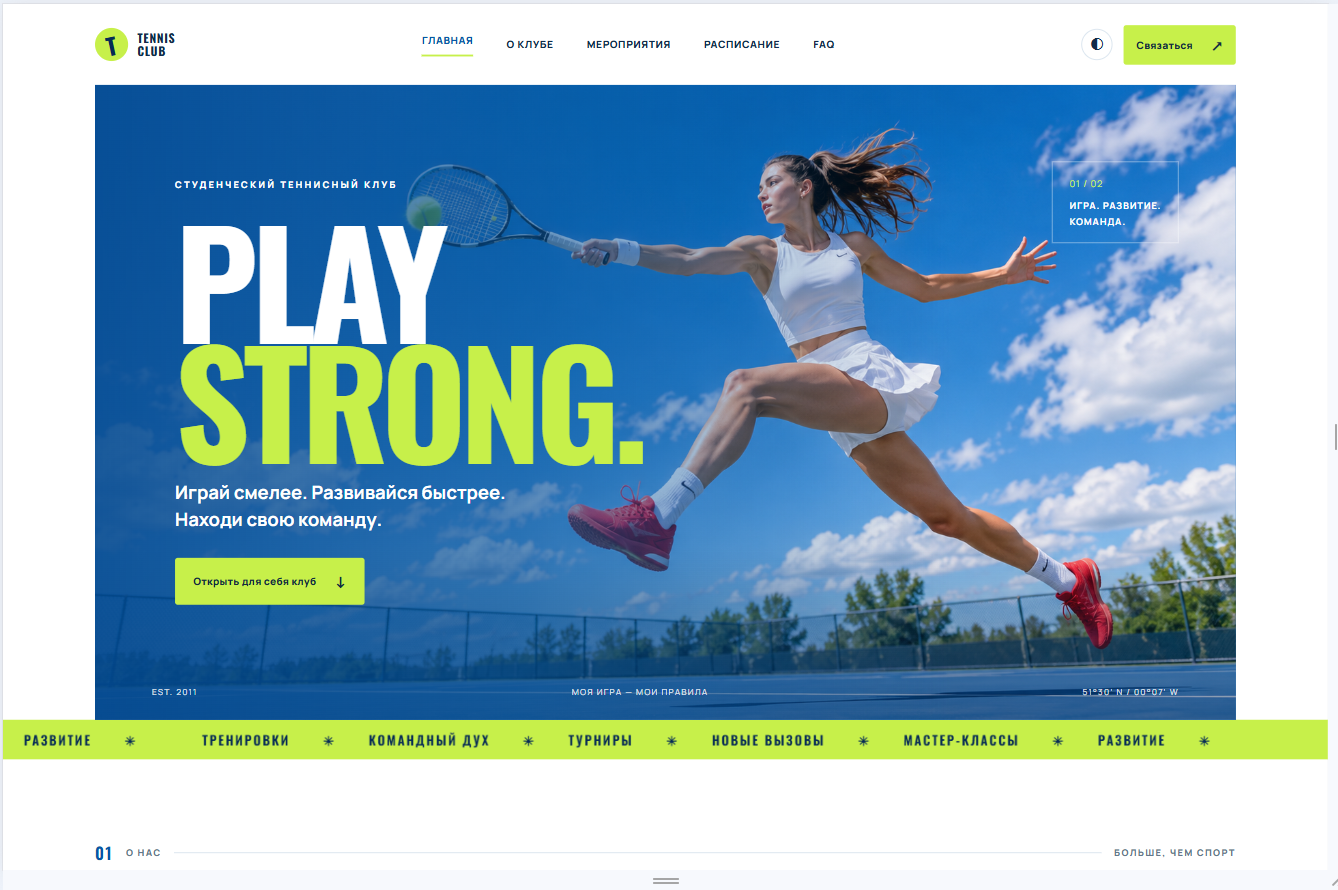 TENNIS
CLUB
ГЛАВНАЯ
О КЛУБЕ
МЕРОПРИЯТИЯ
РАСПИСАНИЕ
FAQ
Связаться ↗
СТУДЕНЧЕСКИЙ ТЕННИСНЫЙ КЛУБ
01 / 02
ИГРА. РАЗВИТИЕ.
КОМАНДА.
PLAY
STRONG.
Играй смелее. Развивайся быстрее.
Находи свою команду.
Открыть для себя клуб ↓
EST. 2011
МОЯ ИГРА — МОИ ПРАВИЛА
51°30' N / 00°07' W
РАЗВИТИЕ ✳ ТРЕНИРОВКИ ✳ КОМАНДНЫЙ ДУХ ✳ ТУРНИРЫ ✳ НОВЫЕ ВЫЗОВЫ ✳ МАСТЕР-КЛАССЫ ✳ РАЗВИТИЕ ✳
01 О НАС
БОЛЬШЕ, ЧЕМ СПОРТ